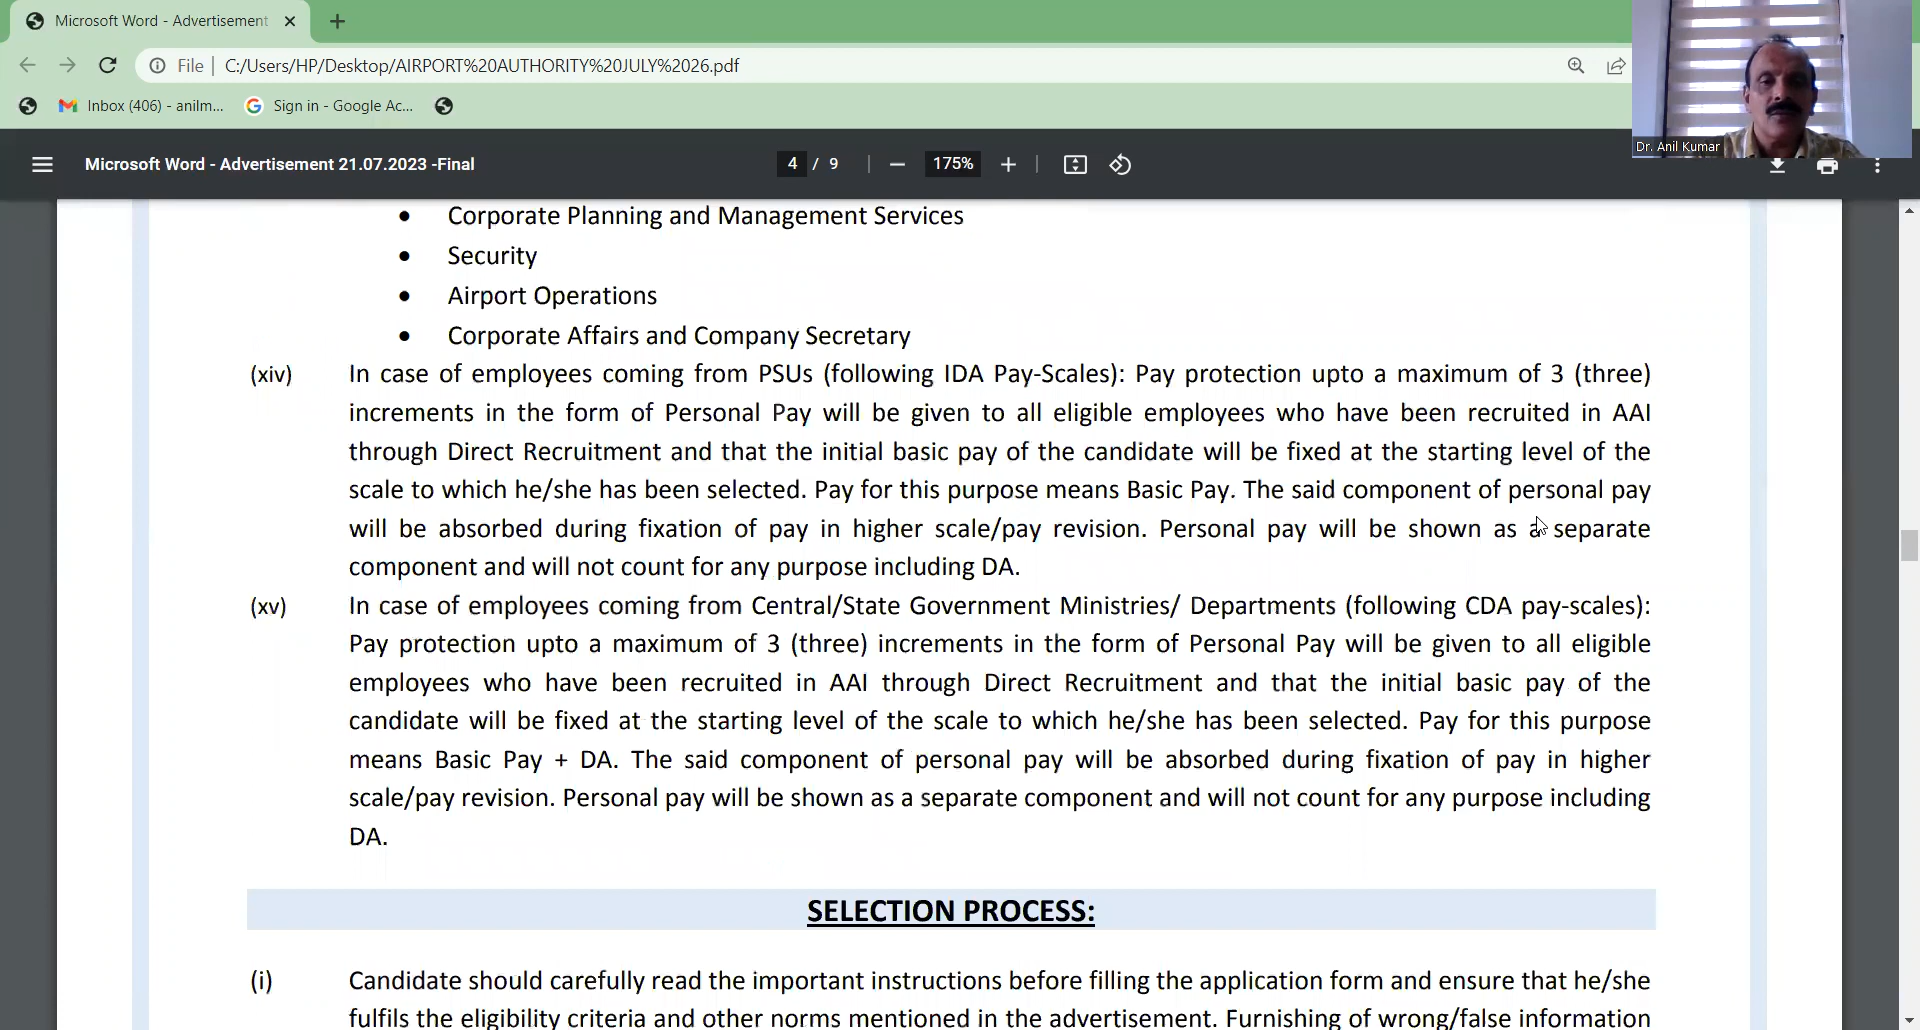 Microsoft Word - Advertisement
File
C:/Users/HP/Desktop/AIRPORT%20AUTHORITY%20JULY%2026.pdf
Inbox (406) - anilm...
Sign in - Google Ac...
Dr. Anil Kumar
Microsoft Word - Advertisement 21.07.2023 -Final
4 / 9
175%
• Corporate Planning and Management Services
• Security
• Airport Operations
• Corporate Affairs and Company Secretary
(xiv) In case of employees coming from PSUs (following IDA Pay-Scales): Pay protection upto a maximum of 3 (three)
increments in the form of Personal Pay will be given to all eligible employees who have been recruited in AAI
through Direct Recruitment and that the initial basic pay of the candidate will be fixed at the starting level of the
scale to which he/she has been selected. Pay for this purpose means Basic Pay. The said component of personal pay
will be absorbed during fixation of pay in higher scale/pay revision. Personal pay will be shown as a separate
component and will not count for any purpose including DA.
(xv) In case of employees coming from Central/State Government Ministries/ Departments (following CDA pay-scales):
Pay protection upto a maximum of 3 (three) increments in the form of Personal Pay will be given to all eligible
employees who have been recruited in AAI through Direct Recruitment and that the initial basic pay of the
candidate will be fixed at the starting level of the scale to which he/she has been selected. Pay for this purpose
means Basic Pay + DA. The said component of personal pay will be absorbed during fixation of pay in higher
scale/pay revision. Personal pay will be shown as a separate component and will not count for any purpose including
DA.
SELECTION PROCESS:
(i) Candidate should carefully read the important instructions before filling the application form and ensure that he/she
fulfils the eligibility criteria and other norms mentioned in the advertisement. Furnishing of wrong/false information